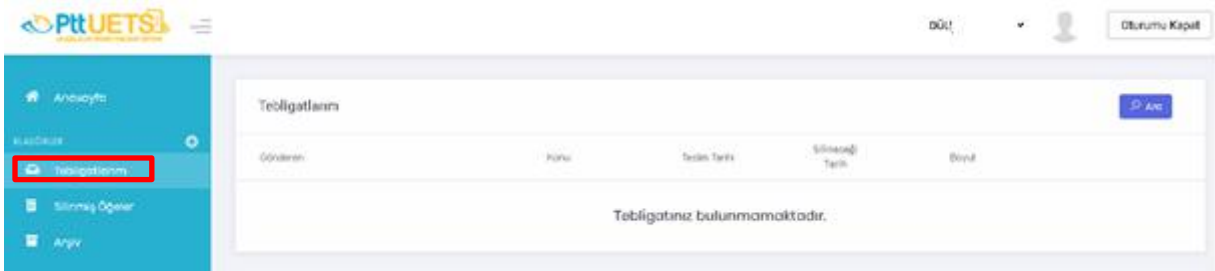 PttUETS
Oturumu Kapat
Anasayfa
KLASÖRLER
Tebligatlarım
Silinmiş Öğeler
Arşiv
Tebligatlarım
Ara
Gönderen Konu Teslim Tarihi Silineceği Tarih Boyut
Tebligatınız bulunmamaktadır.